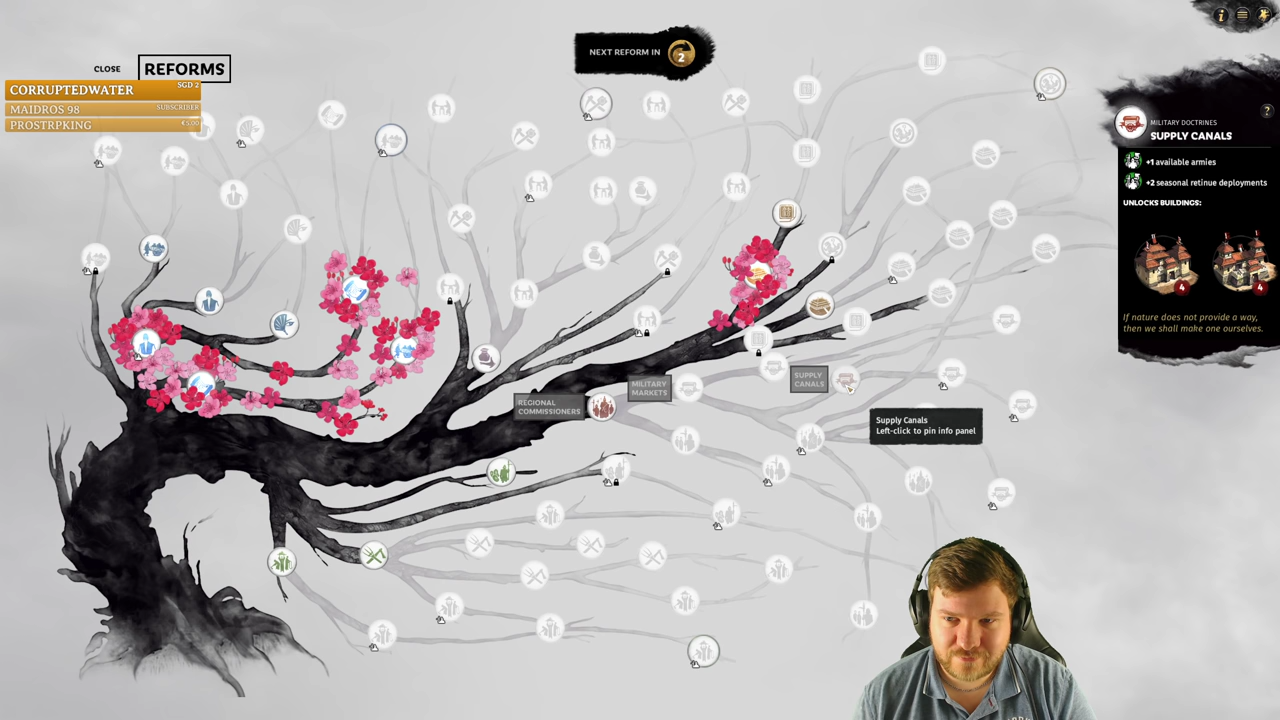 NEXT REFORM IN 2
CLOSE
REFORMS
CORRUPTEDWATER SGD 2
MAIDROS 98 SUBSCRIBER
PROSTRPKING €5.00
?
MILITARY DOCTRINES
SUPPLY CANALS
+1 available armies
+2 seasonal retinue deployments
UNLOCKS BUILDINGS:
4
4
If nature does not provide a way,
then we shall make one ourselves.
REGIONAL
COMMISSIONERS
MILITARY
MARKETS
SUPPLY
CANALS
Supply Canals
Left-click to pin info panel